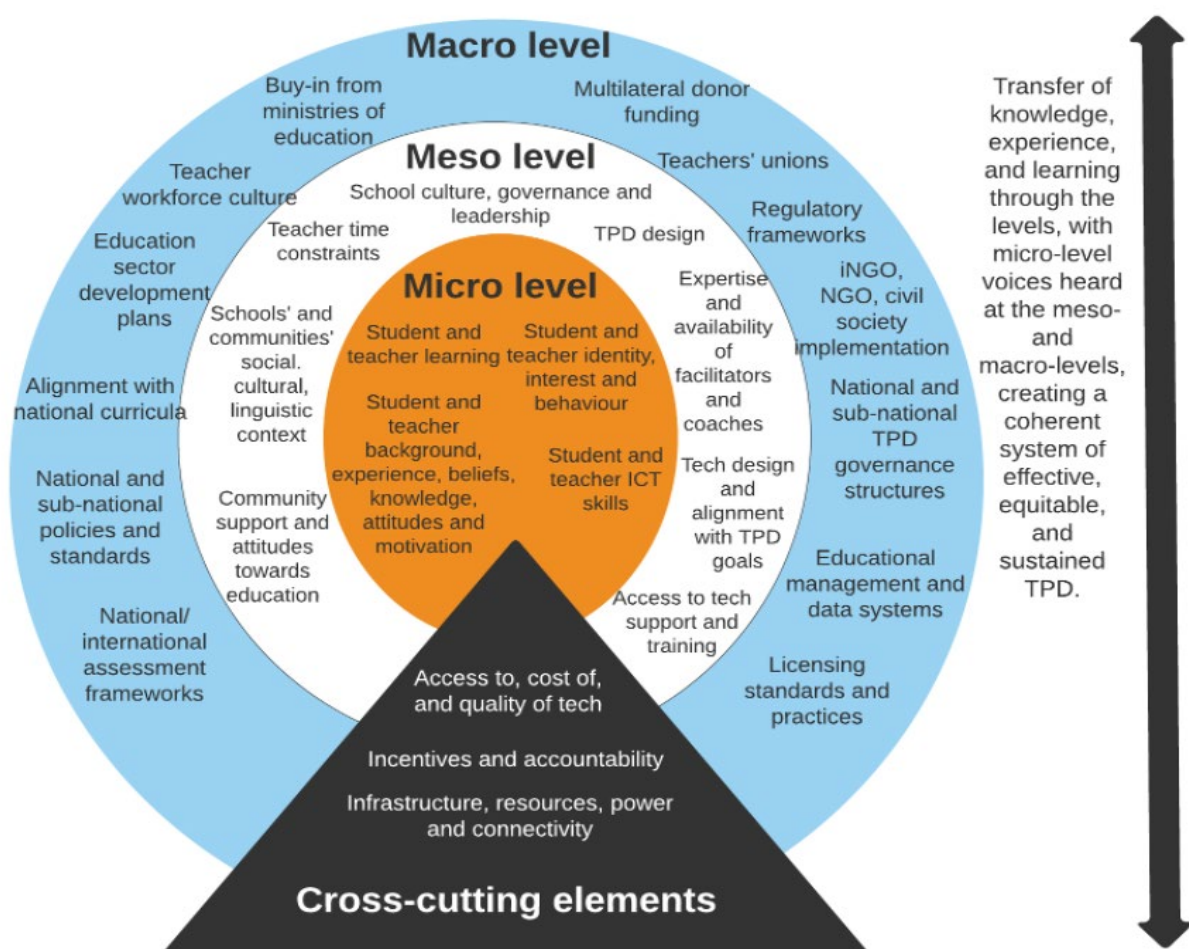 Macro level
Buy-in from
ministries of
education
Teacher
workforce culture
Education
sector
development
plans
Alignment with
national curricula
National and
sub-national
policies and
standards
National/
international
assessment
frameworks
Multilateral donor
funding
Teachers' unions
Regulatory
frameworks
iNGO,
NGO, civil
society
implementation
National and
sub-national
TPD
governance
structures
Educational
management and
data systems
Licensing
standards and
practices
Meso level
School culture, governance and
leadership
Teacher time
constraints
Schools' and
communities'
social.
cultural,
linguistic
context
Community
support and
attitudes
towards
education
TPD design
Expertise
and
availability
of
facilitators
and
coaches
Tech design
and
alignment
with TPD
goals
Access to tech
support and
training
Micro level
Student and
teacher learning
Student and
teacher
background,
experience, beliefs,
knowledge,
attitudes and
motivation
Student and
teacher identity,
interest and
behaviour
Student and
teacher ICT
skills
Access to, cost of,
and quality of tech
Incentives and accountability
Infrastructure, resources, power
and connectivity
Cross-cutting elements
Transfer of
knowledge,
experience,
and learning
through the
levels, with
micro-level
voices heard
at the meso-
and
macro-levels,
creating a
coherent
system of
effective,
equitable,
and
sustained
TPD.